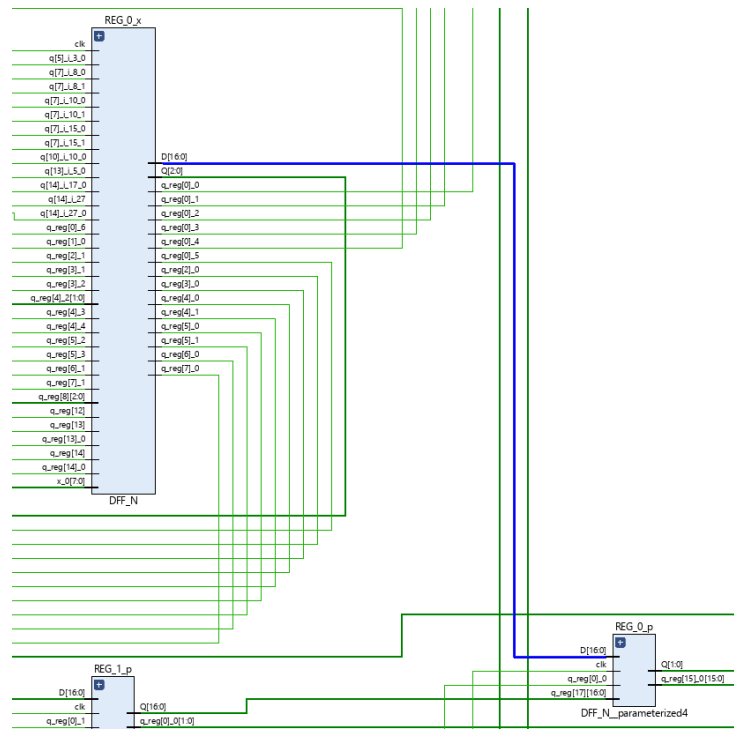 REG_0_x
clk
q[5]_i_3_0
q[7]_i_8_0
q[7]_i_8_1
q[7]_i_10_0
q[7]_i_10_1
q[7]_i_15_0
q[7]_i_15_1
q[10]_i_10_0
q[13]_i_5_0
q[14]_i_17_0
q[14]_i_27
q[14]_i_27_0
q_reg[0]_6
q_reg[1]_0
q_reg[2]_1
q_reg[3]_1
q_reg[3]_2
q_reg[4]_2[1:0]
q_reg[4]_3
q_reg[4]_4
q_reg[5]_2
q_reg[5]_3
q_reg[6]_1
q_reg[7]_1
q_reg[8][2:0]
q_reg[12]
q_reg[13]
q_reg[13]_0
q_reg[14]
q_reg[14]_0
x_0[7:0]
D[16:0]
Q[2:0]
q_reg[0]_0
q_reg[0]_1
q_reg[0]_2
q_reg[0]_3
q_reg[0]_4
q_reg[0]_5
q_reg[2]_0
q_reg[3]_0
q_reg[4]_0
q_reg[4]_1
q_reg[5]_0
q_reg[5]_1
q_reg[6]_0
q_reg[7]_0
DFF_N
REG_1_p
D[16:0]
clk
q_reg[0]_1
Q[16:0]
q_reg[0]_0[1:0]
REG_0_p
D[16:0]
clk
q_reg[0]_0
q_reg[17][16:0]
Q[1:0]
q_reg[15]_0[15:0]
DFF_N__parameterized4